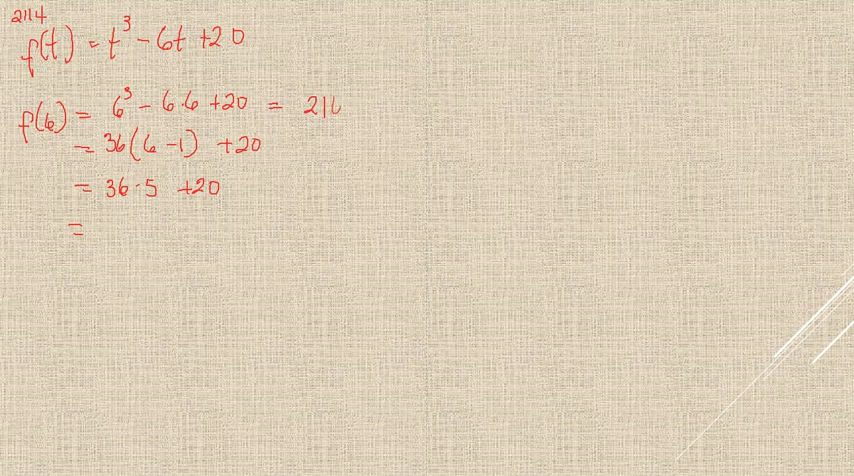 2114
f(t) = t³ - 6t + 20
f(6) = 6³ - 6·6 + 20 = 216
= 36(6 - 1) + 20
= 36·5 + 20
=